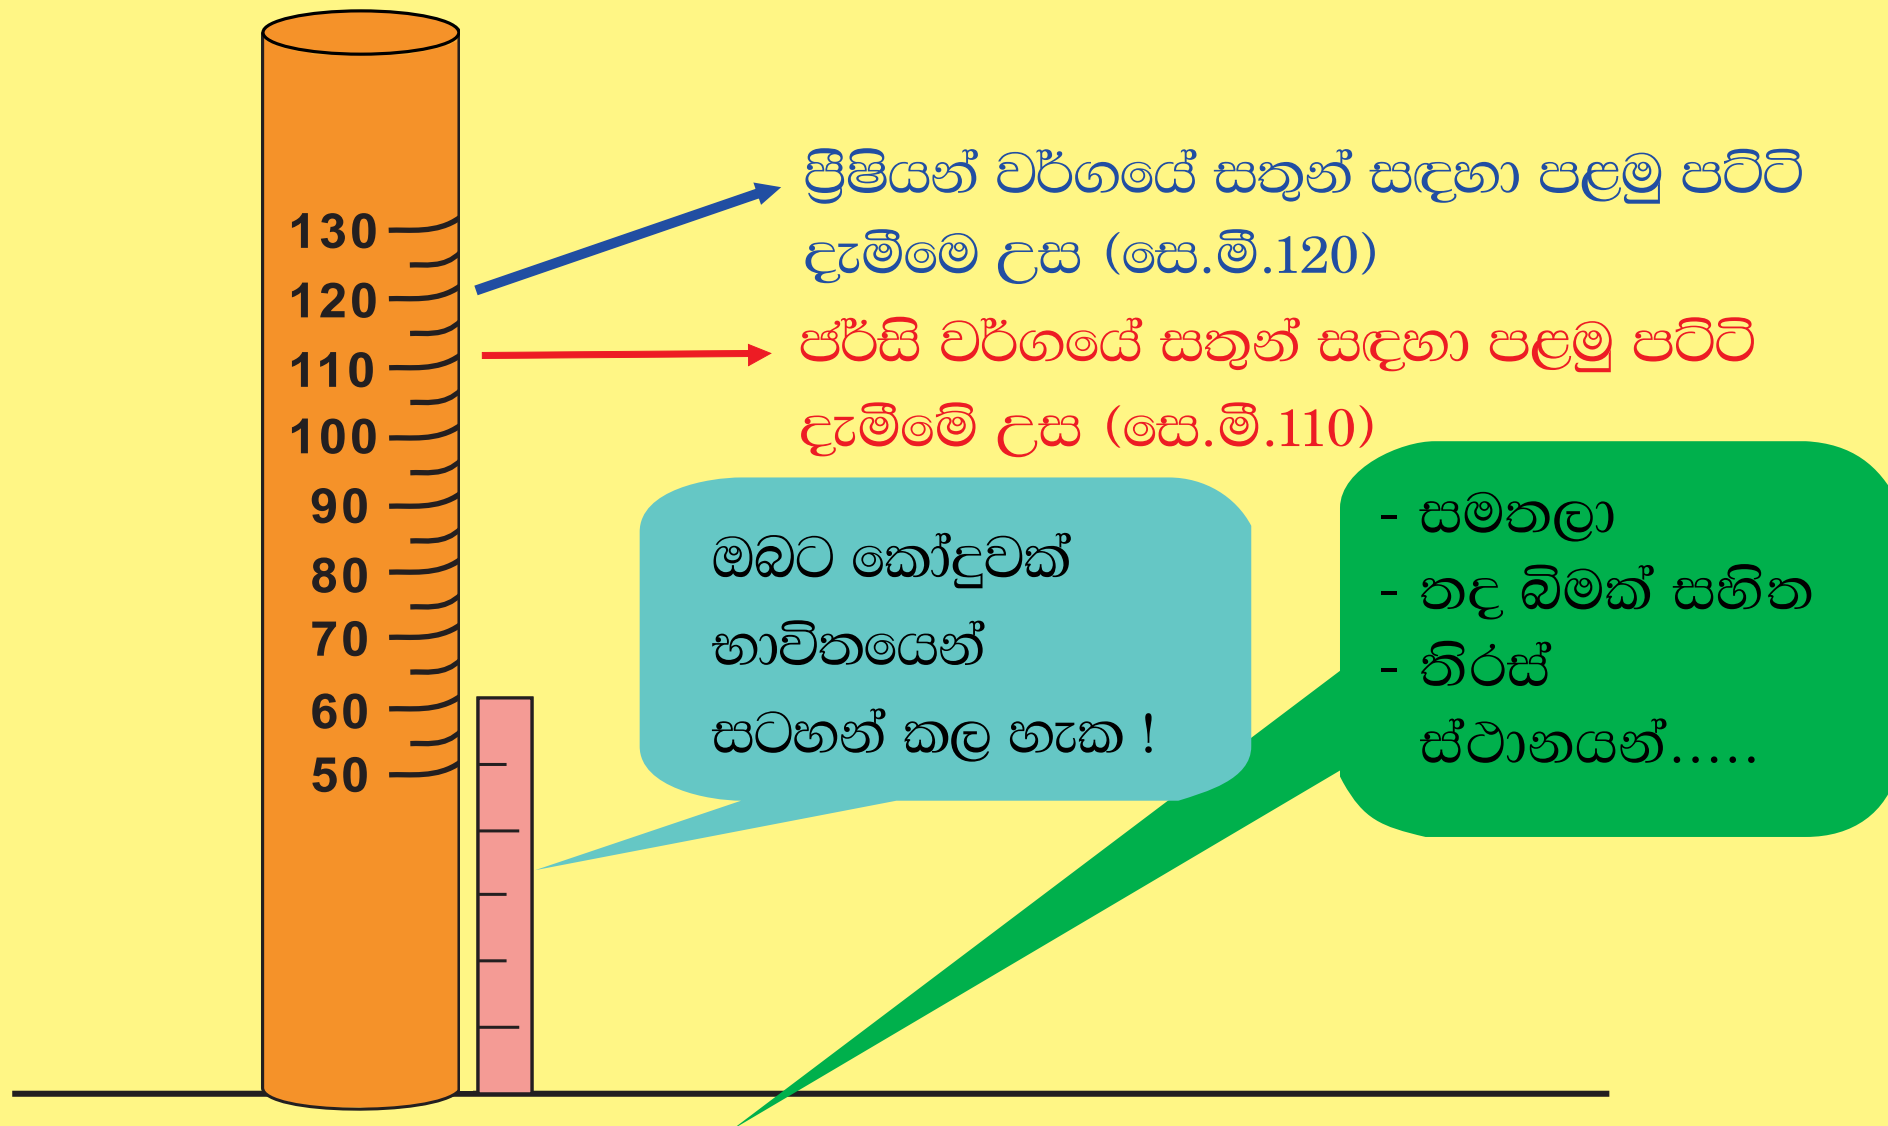 ප්‍රීෂියන් වර්ගයේ සතුන් සඳහා පළමු පට්ටි
දැමීමෙ උස (සෙ.මී.120)
ජ්ර්සි වර්ගයේ සතුන් සඳහා පළමු පට්ටි
දැමීමේ උස (සෙ.මී.110)
130
120
110
100
90
80
70
60
50
ඔබට කෝදුවක්
භාවිතයෙන්
සටහන් කල හැක !
- සමතලා
- තද බිමක් සහිත
- තිරස්
ස්ථානයන්.....